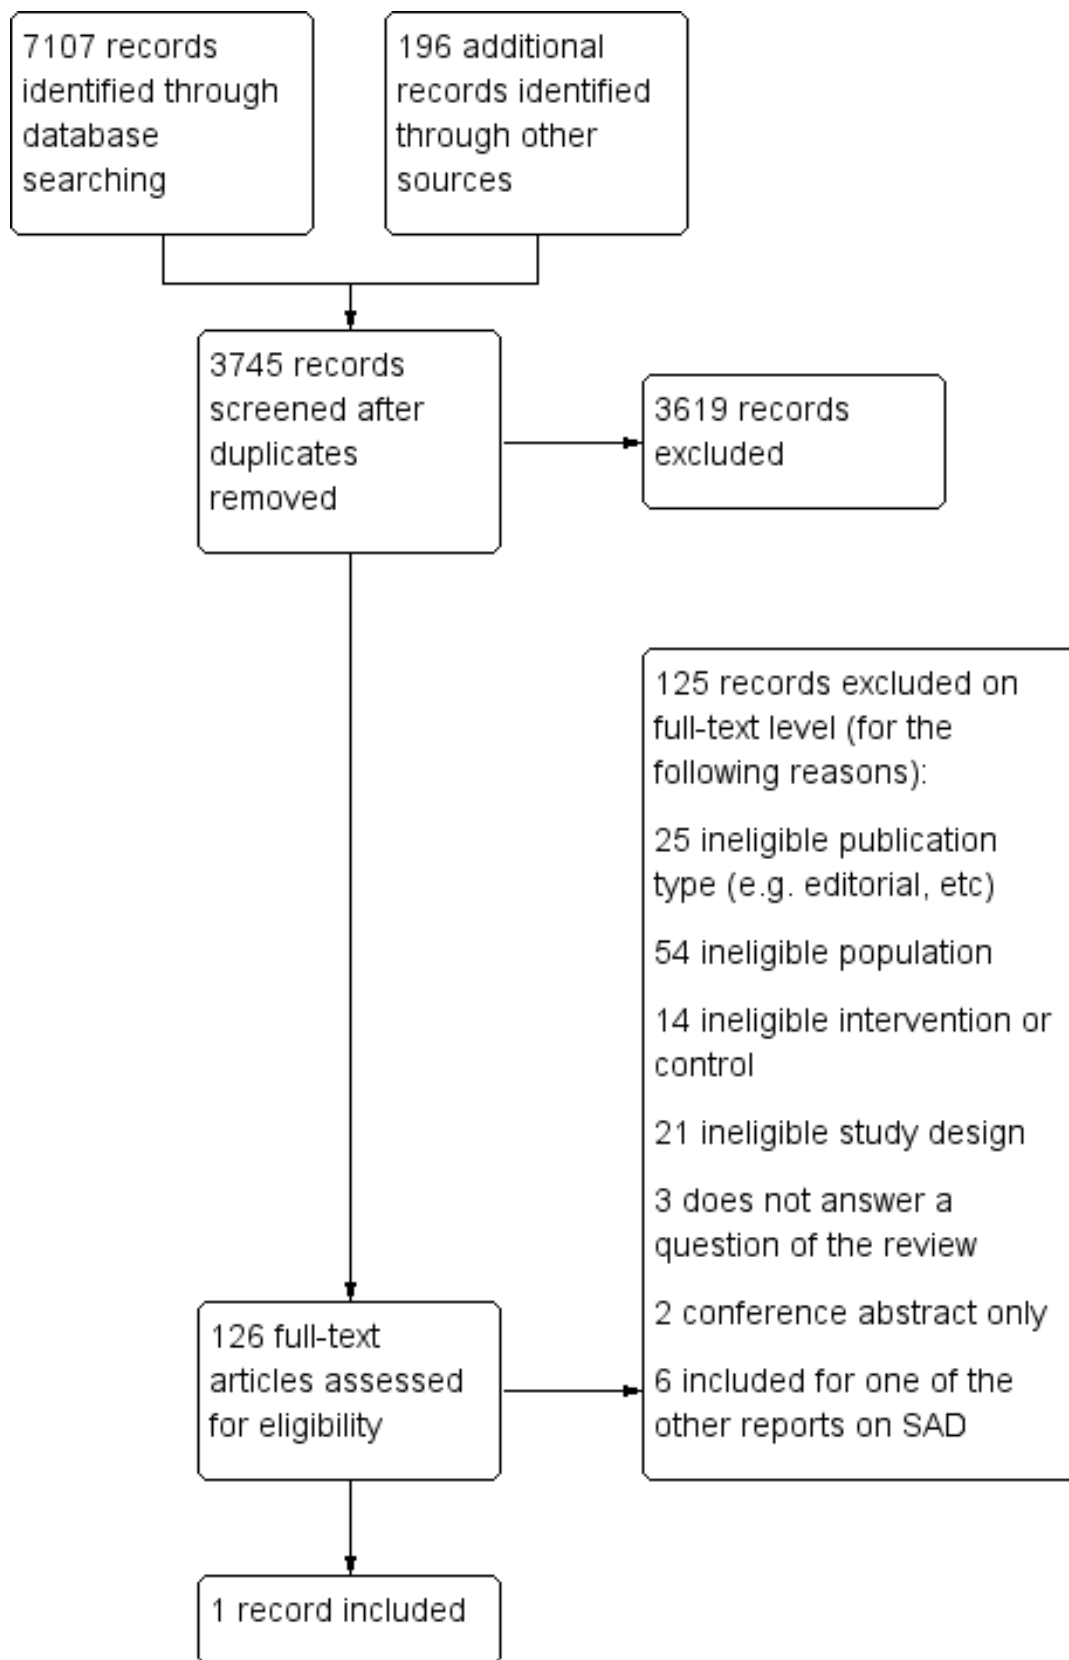 7107 records
identified through
database
searching
196 additional
records identified
through other
sources
3745 records
screened after
duplicates
removed
3619 records
excluded
125 records excluded on
full-text level (for the
following reasons):
25 ineligible publication
type (e.g. editorial, etc)
54 ineligible population
14 ineligible intervention or
control
21 ineligible study design
3 does not answer a
question of the review
2 conference abstract only
6 included for one of the
other reports on SAD
126 full-text
articles assessed
for eligibility
1 record included